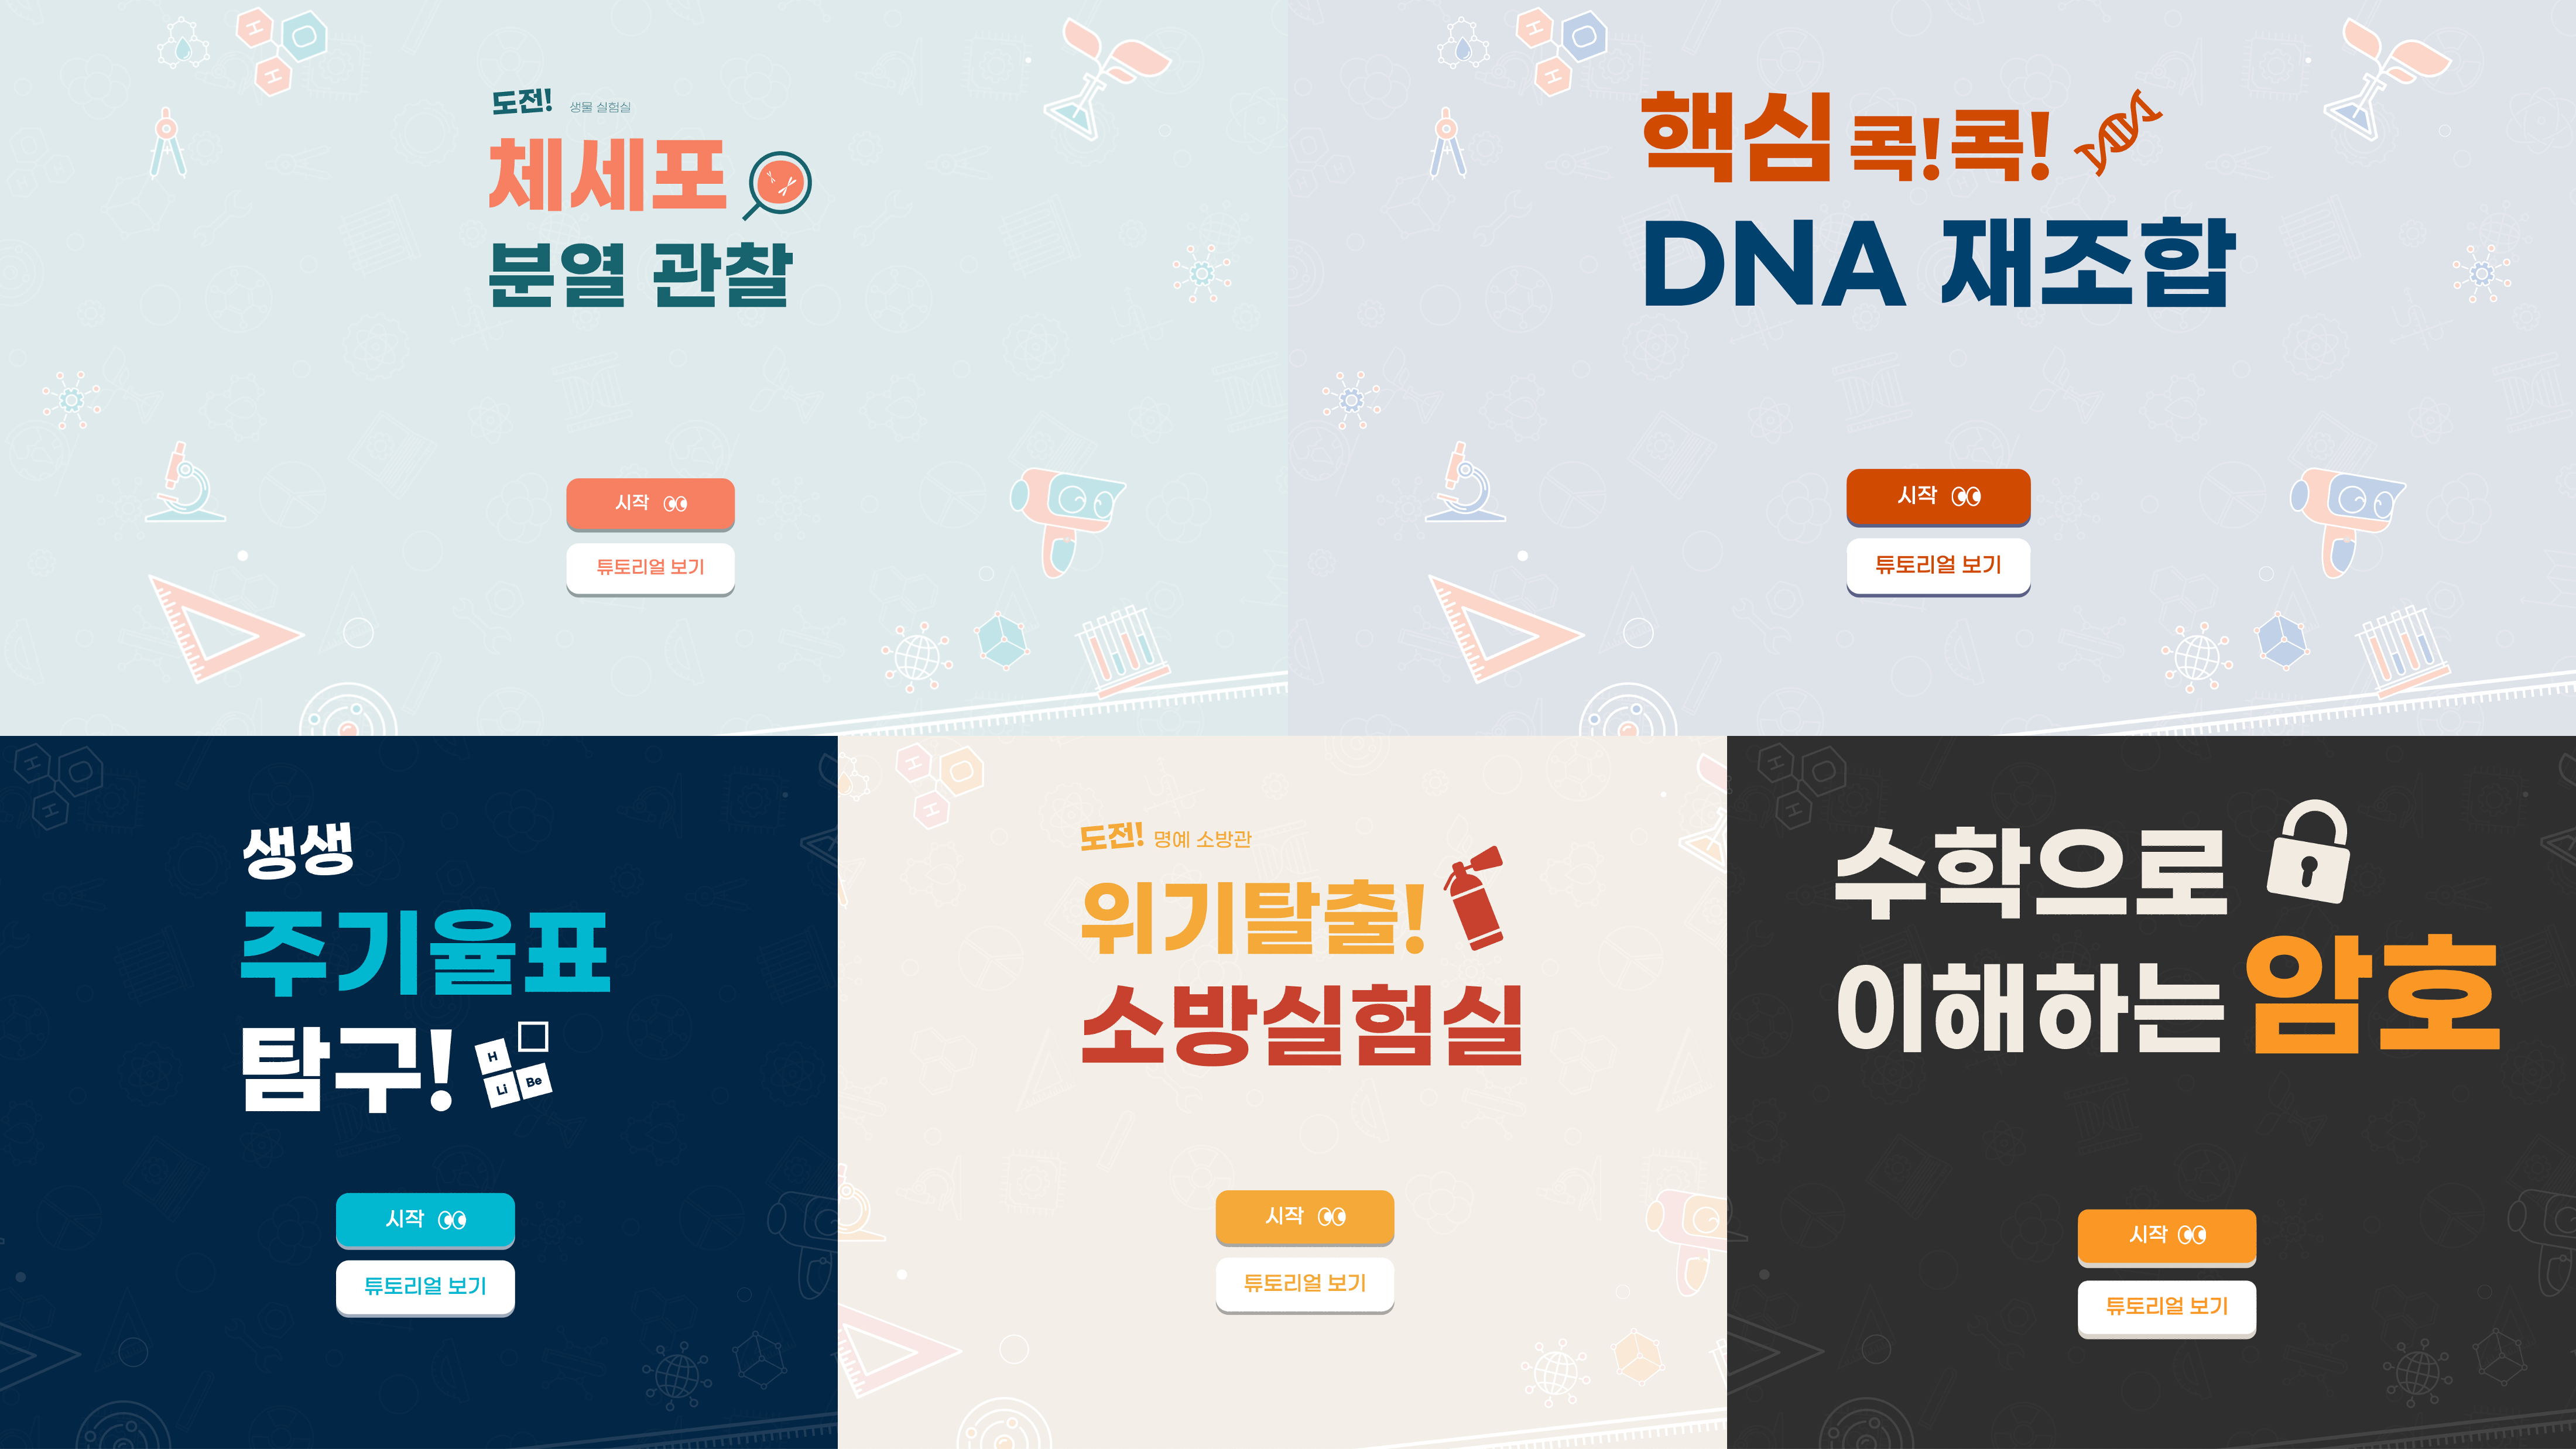 도전! 생물 실험실
체세포
분열 관찰
시작
튜토리얼 보기
핵심 콕! 콕!
DNA 재조합
시작
튜토리얼 보기
생생
주기율표
탐구!
H
Li Be
시작
튜토리얼 보기
도전! 명예 소방관
위기탈출!
소방실험실
시작
튜토리얼 보기
수학으로
이해하는 암호
시작
튜토리얼 보기